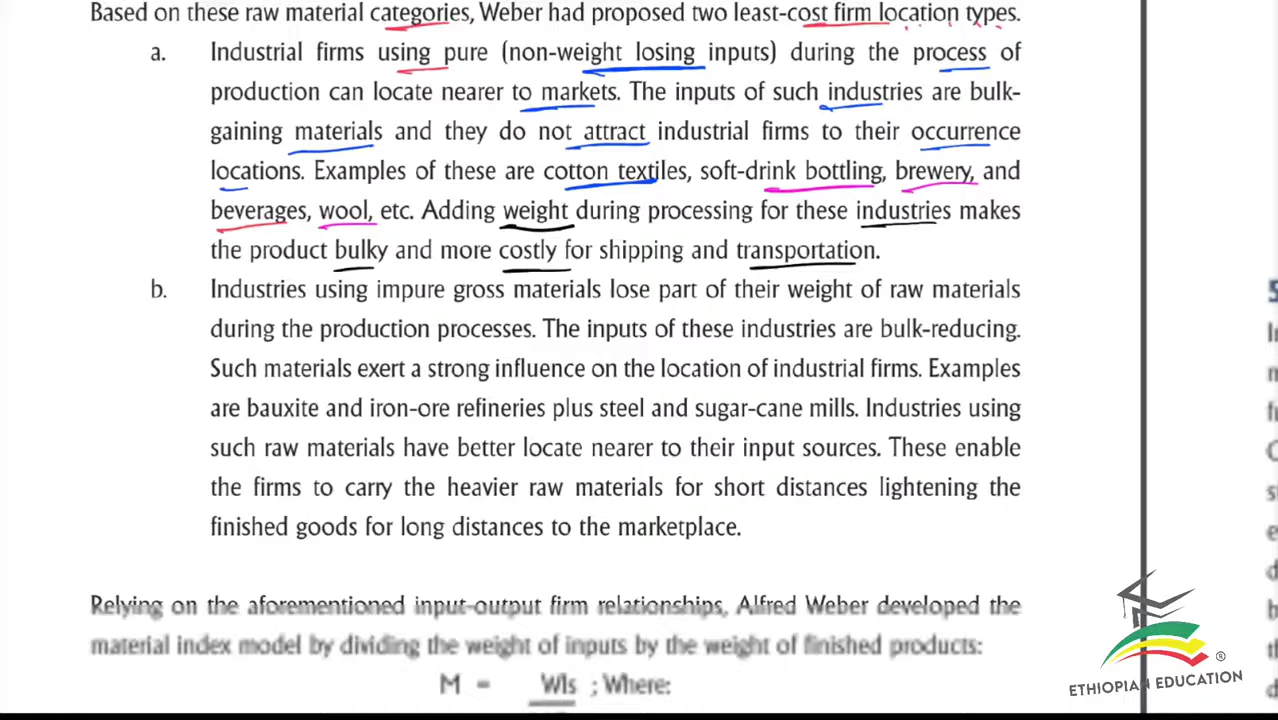 Based on these raw material categories, Weber had proposed two least-cost firm location types.
a. Industrial firms using pure (non-weight losing inputs) during the process of
production can locate nearer to markets. The inputs of such industries are bulk-
gaining materials and they do not attract industrial firms to their occurrence
locations. Examples of these are cotton textiles, soft-drink bottling, brewery, and
beverages, wool, etc. Adding weight during processing for these industries makes
the product bulky and more costly for shipping and transportation.
b. Industries using impure gross materials lose part of their weight of raw materials
during the production processes. The inputs of these industries are bulk-reducing.
Such materials exert a strong influence on the location of industrial firms. Examples
are bauxite and iron-ore refineries plus steel and sugar-cane mills. Industries using
such raw materials have better locate nearer to their input sources. These enable
the firms to carry the heavier raw materials for short distances lightening the
finished goods for long distances to the marketplace.
Relying on the aforementioned input-output firm relationships, Alfred Weber developed the
material index model by dividing the weight of inputs by the weight of finished products:
M = WIs ; Where:
ETHIOPIAN EDUCATION
®